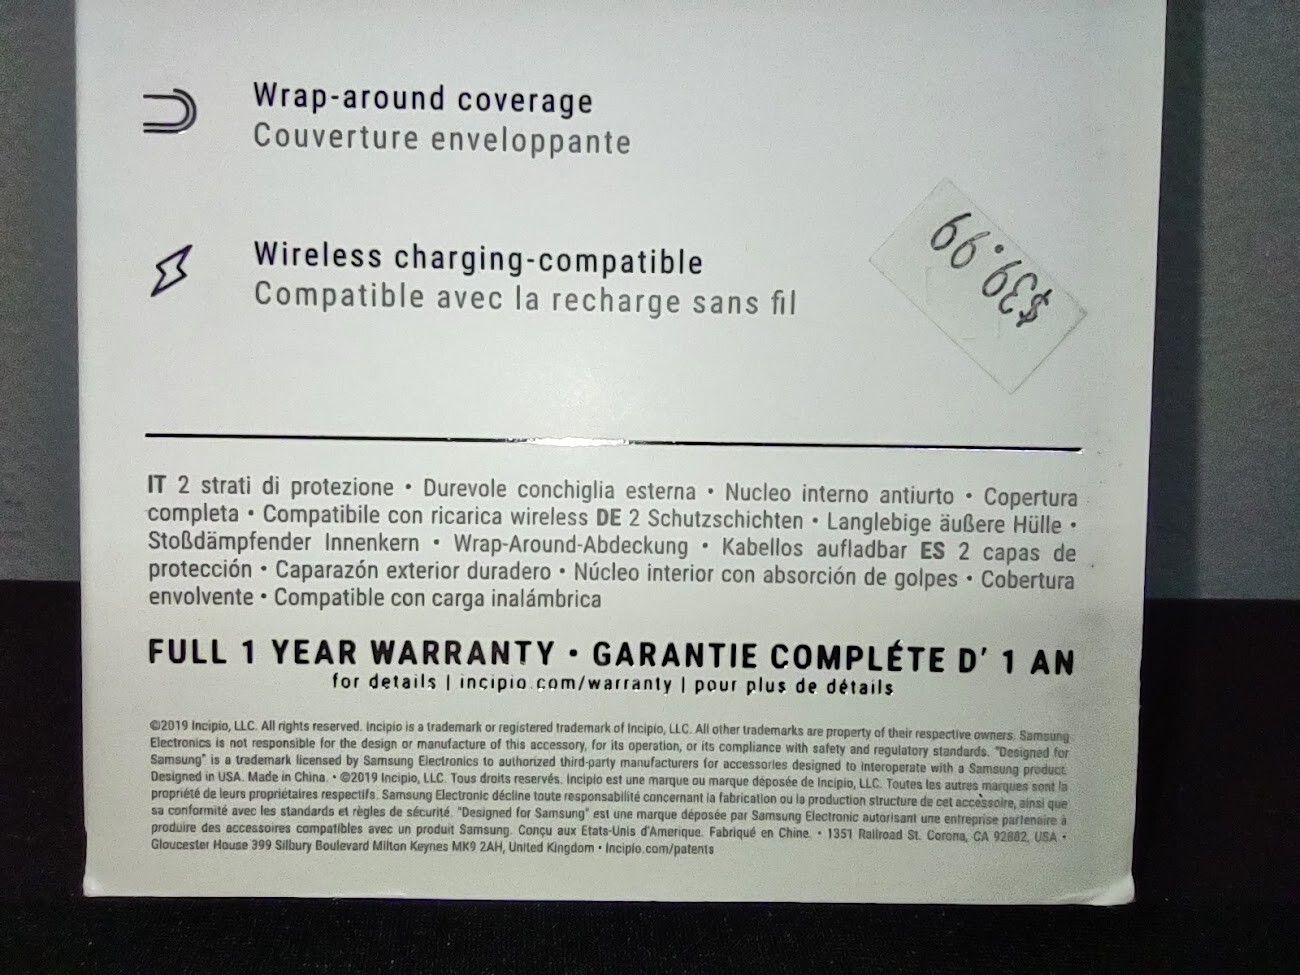 Wrap-around coverage
Couverture enveloppante
Wireless charging-compatible
Compatible avec la recharge sans fil
$39.99
IT 2 strati di protezione • Durevole conchiglia esterna • Nucleo interno antiurto • Copertura
completa • Compatibile con ricarica wireless DE 2 Schutzschichten • Langlebige äußere Hülle •
Stoßdämpfender Innenkern • Wrap-Around-Abdeckung • Kabellos aufladbar ES 2 capas de
protección • Caparazón exterior duradero • Núcleo interior con absorción de golpes • Cobertura
envolvente • Compatible con carga inalámbrica
FULL 1 YEAR WARRANTY • GARANTIE COMPLÉTE D' 1 AN
for details | incipio.com/warranty | pour plus de détails
©2019 Incipio, LLC. All rights reserved. Incipio is a trademark or registered trademark of Incipio, LLC. All other trademarks are property of their respective owners. Samsung
Electronics is not responsible for the design or manufacture of this accessory, for its operation, or its compliance with safety and regulatory standards. "Designed for
Samsung" is a trademark licensed by Samsung Electronics to authorized third-party manufacturers for accessories designed to interoperate with a Samsung product.
Designed in USA. Made in China. • ©2019 Incipio, LLC. Tous droits reservés. Incipio est une marque ou marque déposée de Incipio, LLC. Toutes les autres marques sont la
propriété de leurs propriétaires respectifs. Samsung Electronic décline toute responsabilité concernant la fabrication ou la production structure de cet accessoire, ainsi que
sa conformité avec les standards et règles de sécurité. "Designed for Samsung" est une marque déposée par Samsung Electronic autorisant une entreprise partenaire à
produire des accessoires compatibles avec un produit Samsung. Conçu aux Etats-Unis d'Amerique. Fabriqué en Chine. • 1351 Railroad St. Corona, CA 92882, USA •
Gloucester House 399 Silbury Boulevard Milton Keynes MK9 2AH, United Kingdom • Incipio.com/patents